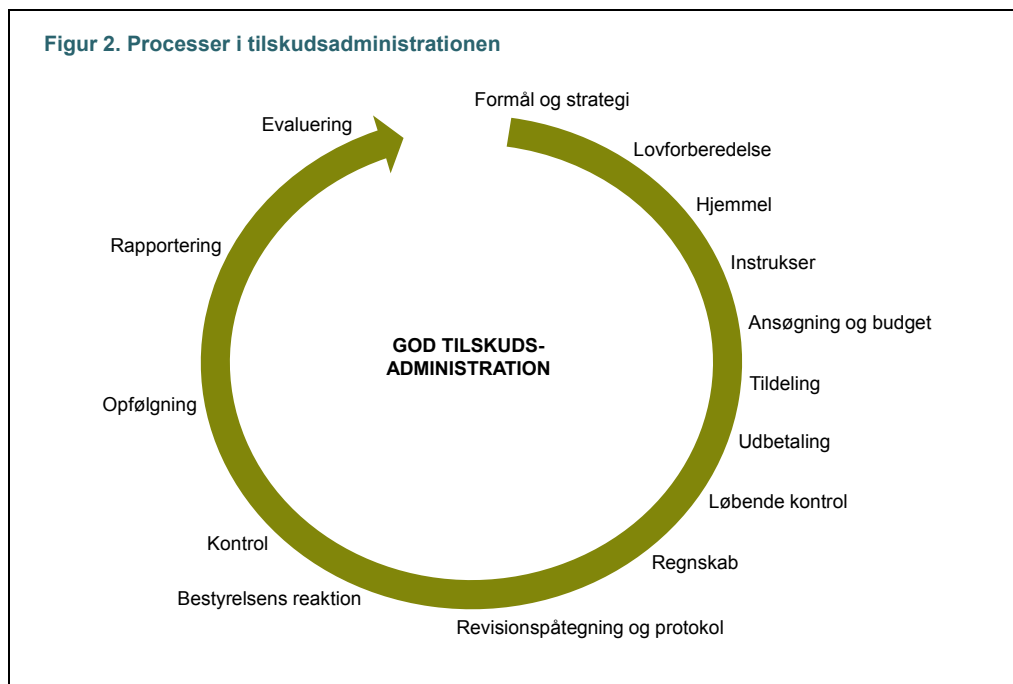 Figur 2. Processer i tilskudsadministrationen
Formål og strategi
Lovforberedelse
Hjemmel
Instrukser
Ansøgning og budget
Tildeling
Udbetaling
Løbende kontrol
Regnskab
Revisionspåtegning og protokol
Bestyrelsens reaktion
Kontrol
Opfølgning
Rapportering
Evaluering
GOD TILSKUDS-
ADMINISTRATION